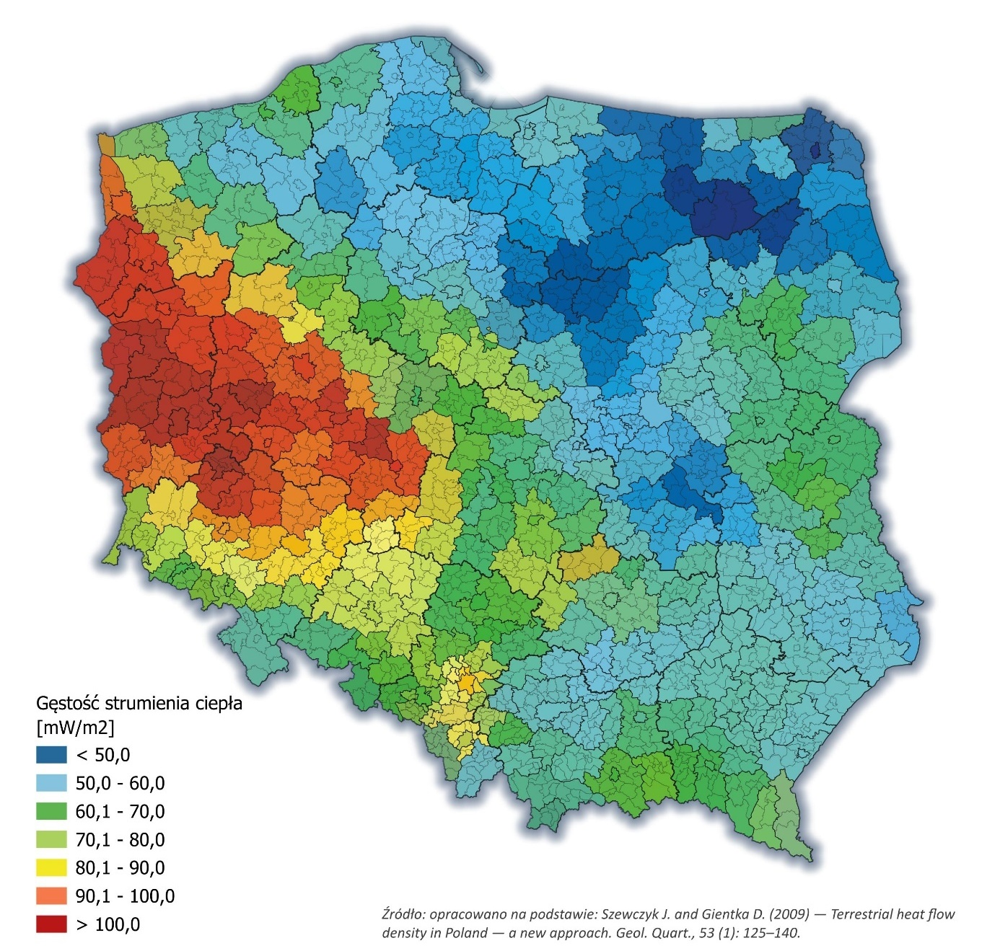 Gęstość strumienia ciepła
[mW/m2]
< 50,0
50,0 - 60,0
60,1 - 70,0
70,1 - 80,0
80,1 - 90,0
90,1 - 100,0
> 100,0
Źródło: opracowano na podstawie: Szewczyk J. and Gientka D. (2009) — Terrestrial heat flow
density in Poland — a new approach. Geol. Quart., 53 (1): 125–140.